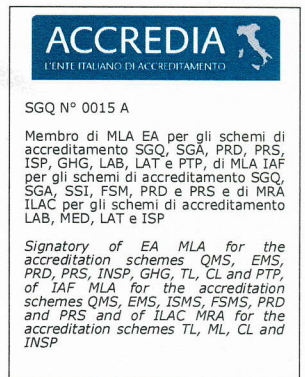 ACCREDIA
L'ENTE ITALIANO DI ACCREDITAMENTO
SGQ N° 0015 A
Membro di MLA EA per gli schemi di
accreditamento SGQ, SGA, PRD, PRS,
ISP, GHG, LAB, LAT e PTP, di MLA IAF
per gli schemi di accreditamento SGQ,
SGA, SSI, FSM, PRD e PRS e di MRA
ILAC per gli schemi di accreditamento
LAB, MED, LAT e ISP
Signatory of EA MLA for the
accreditation schemes QMS, EMS,
PRD, PRS, INSP, GHG, TL, CL and PTP,
of IAF MLA for the accreditation
schemes QMS, EMS, ISMS, FSMS, PRD
and PRS and of ILAC MRA for the
accreditation schemes TL, ML, CL and
INSP